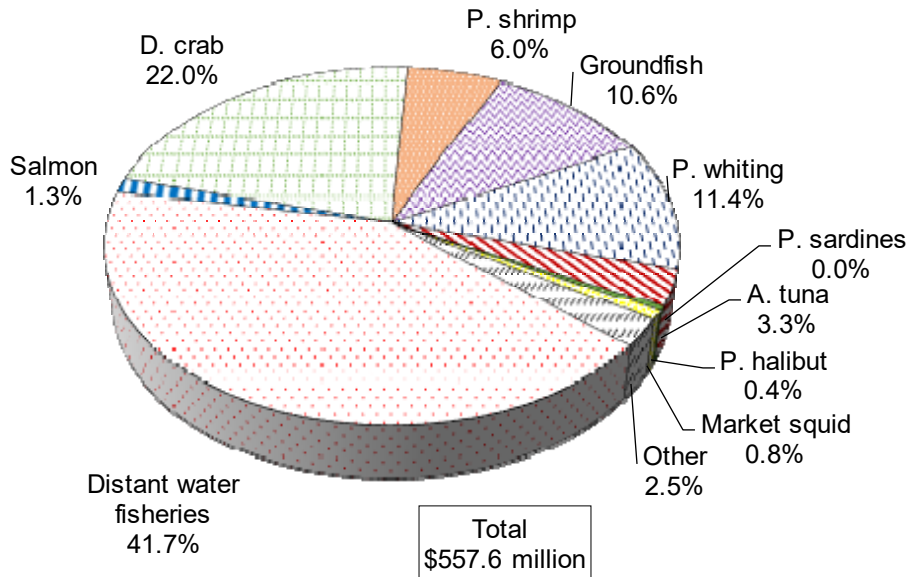 P. shrimp
6.0%
D. crab
22.0%
Groundfish
10.6%
Salmon
1.3%
P. whiting
11.4%
P. sardines
0.0%
A. tuna
3.3%
P. halibut
0.4%
Market squid
0.8%
Other
2.5%
Distant water
fisheries
41.7%
Total
$557.6 million